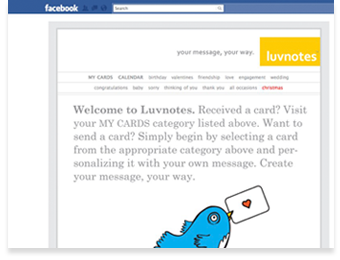 facebook
Search
your message, your way.
luvnotes
MY CARDS CALENDAR birthday valentines friendship love engagement wedding
congratulations baby sorry thinking of you thank you all occasions christmas
Welcome to Luvnotes. Received a card? Visit
your MY CARDS category listed above. Want to
send a card? Simply begin by selecting a card
from the appropriate category above and per-
sonalizing it with your own message. Create
your message, your way.